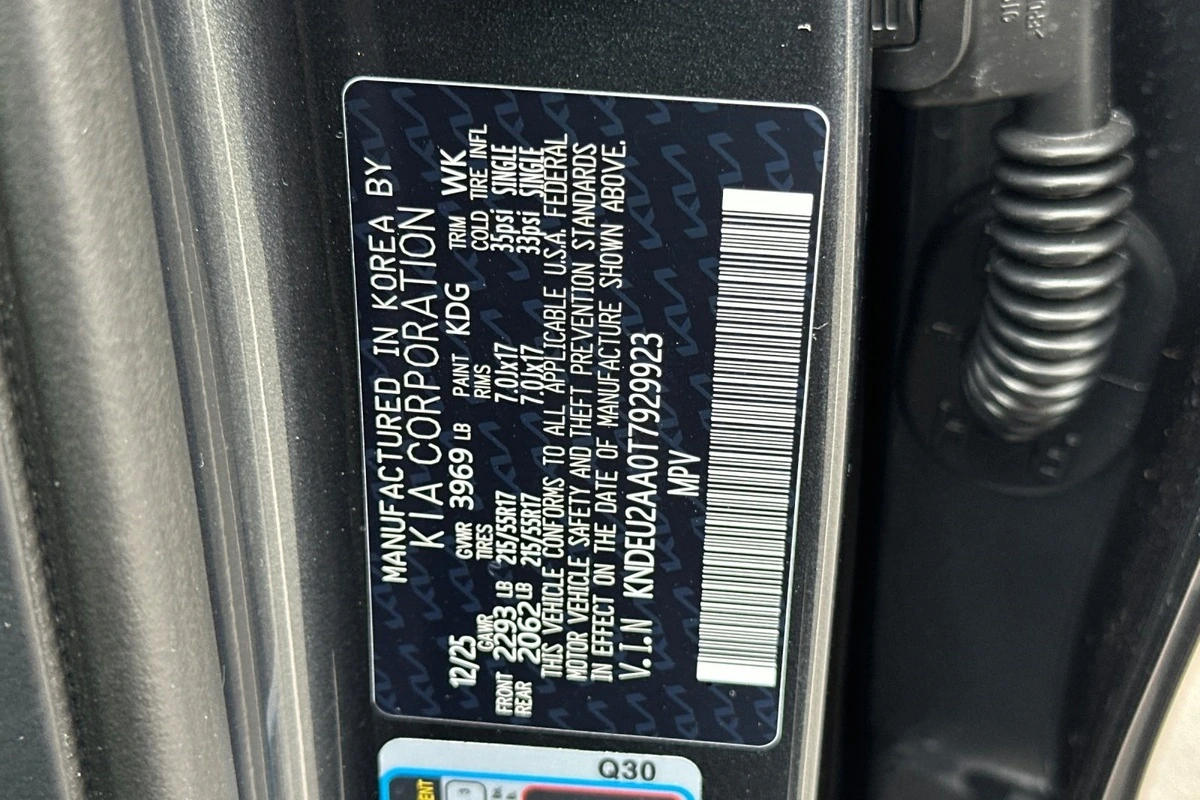 MANUFACTURED IN KOREA BY
KIA CORPORATION
12/25 GVWR 3969 LB PAINT KDG TRIM WK
GAWR TIRES RIMS COLD TIRE INFL
FRONT 2293 LB 215/55R17 7.0Jx17 35psi SINGLE
REAR 2062 LB 215/55R17 7.0Jx17 33psi SINGLE
THIS VEHICLE CONFORMS TO ALL APPLICABLE U.S.A. FEDERAL
MOTOR VEHICLE SAFETY AND THEFT PREVENTION STANDARDS
IN EFFECT ON THE DATE OF MANUFACTURE SHOWN ABOVE.
V.I.N KNDEU2AA0T7929923
MPV
Q30